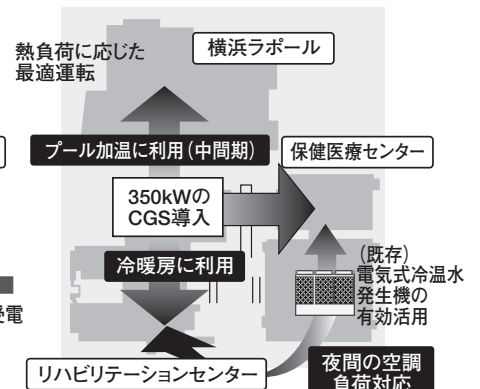 熱負荷に応じた
最適運転
横浜ラポール
プール加温に利用（中間期）
保健医療センター
350kWの
CGS導入
冷暖房に利用
（既存）
電気式冷温水
発生機の
有効活用
受電
リハビリテーションセンター
夜間の空調
負荷対応